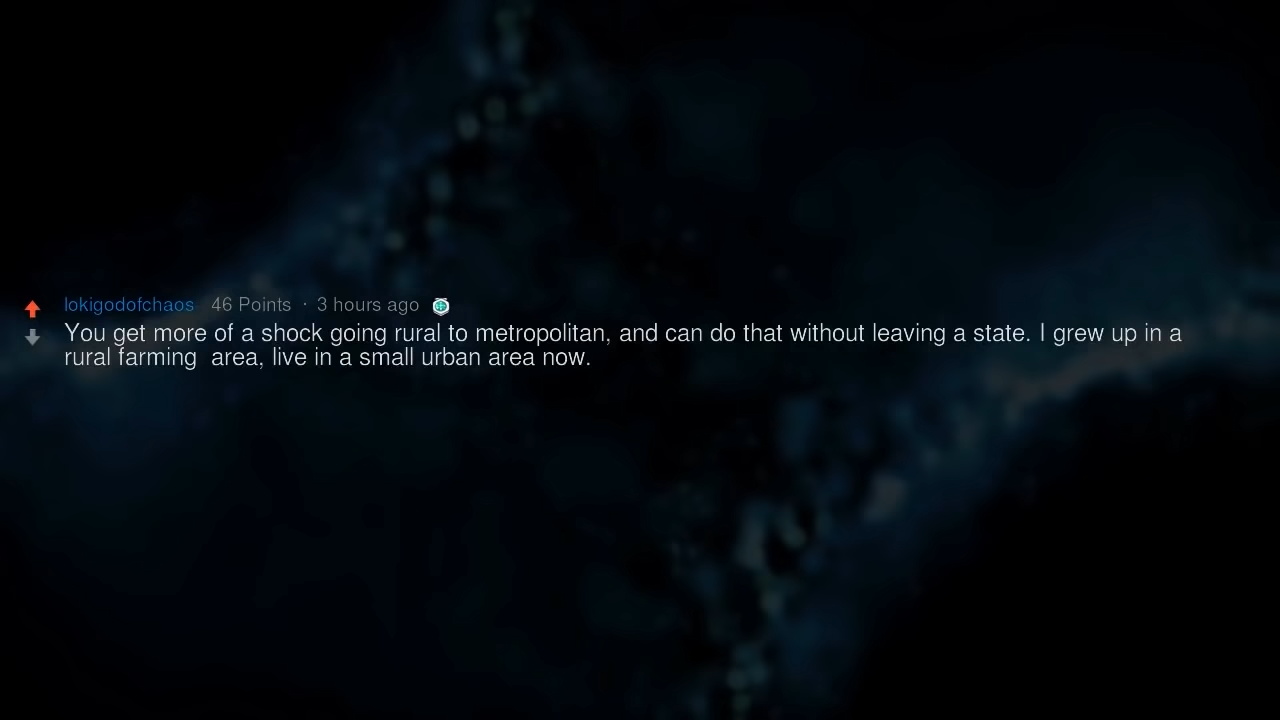 lokigodofchaos 46 Points · 3 hours ago
You get more of a shock going rural to metropolitan, and can do that without leaving a state. I grew up in a
rural farming  area, live in a small urban area now.